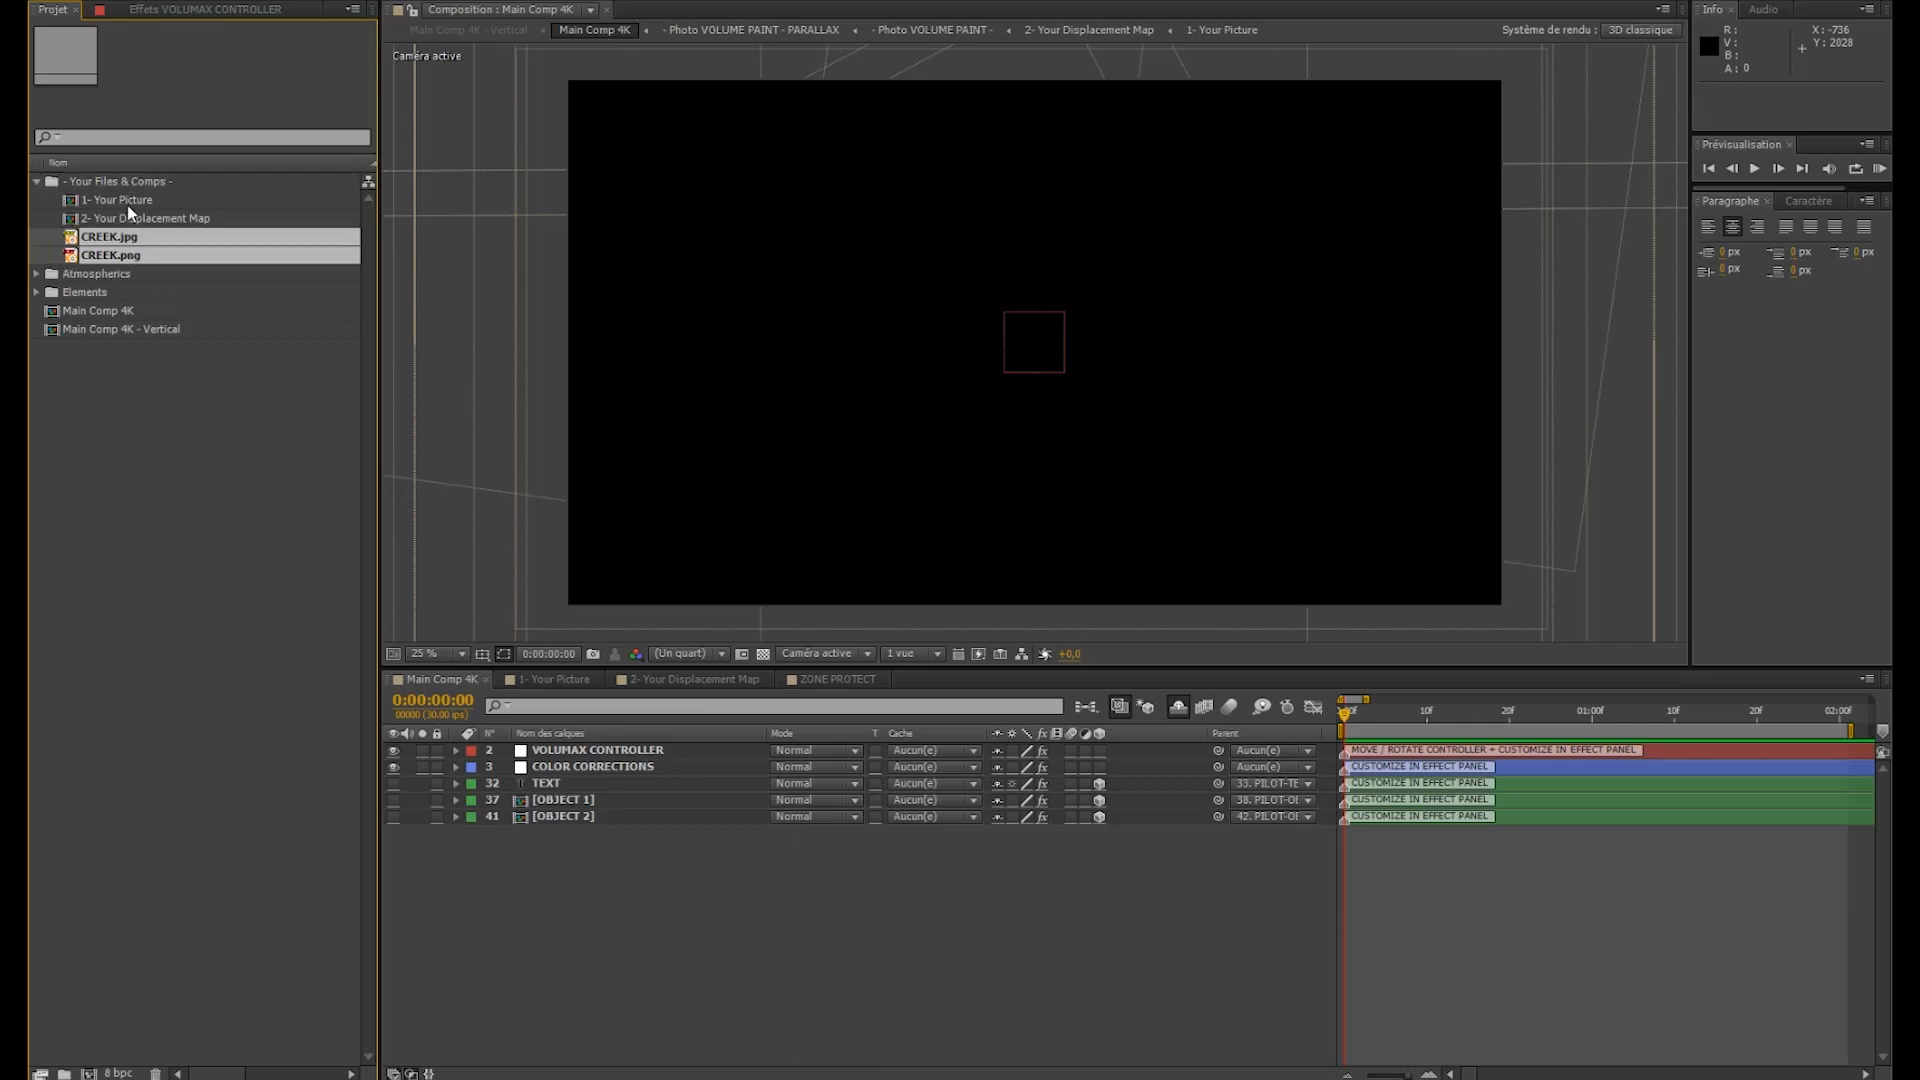 Projet
Effets VOLUMAX CONTROLLER
Composition : Main Comp 4K
Info
Audio
Main Comp 4K - Vertical
Main Comp 4K
- Photo VOLUME PAINT - PARALLAX
- Photo VOLUME PAINT -
2- Your Displacement Map
1- Your Picture
Système de rendu :
3D classique
R :
V :
B :
A : 0
X : -736
Y : 2028
Caméra active
Nom
- Your Files & Comps -
1- Your Picture
2- Your Displacement Map
CREEK.jpg
CREEK.png
Atmospherics
Elements
Main Comp 4K
Main Comp 4K - Vertical
Prévisualisation
Paragraphe
Caractère
0 px
0 px
0 px
0 px
0 px
25 %
0:00:00:00
(Un quart)
Caméra active
1 vue
+0,0
Main Comp 4K
1- Your Picture
2- Your Displacement Map
ZONE PROTECT
0:00:00:00
00000 (30.00 ips)
10f
20f
01:00f
10f
20f
02:00f
N°
Nom des calques
Mode
T
Cache
Parent
2 VOLUMAX CONTROLLER Normal Aucun(e) Aucun(e) MOVE / ROTATE CONTROLLER + CUSTOMIZE IN EFFECT PANEL
3 COLOR CORRECTIONS Normal Aucun(e) Aucun(e) CUSTOMIZE IN EFFECT PANEL
32 T TEXT Normal Aucun(e) 33. PILOT-TE CUSTOMIZE IN EFFECT PANEL
37 [OBJECT 1] Normal Aucun(e) 38. PILOT-OB CUSTOMIZE IN EFFECT PANEL
41 [OBJECT 2] Normal Aucun(e) 42. PILOT-OB CUSTOMIZE IN EFFECT PANEL
8 bpc